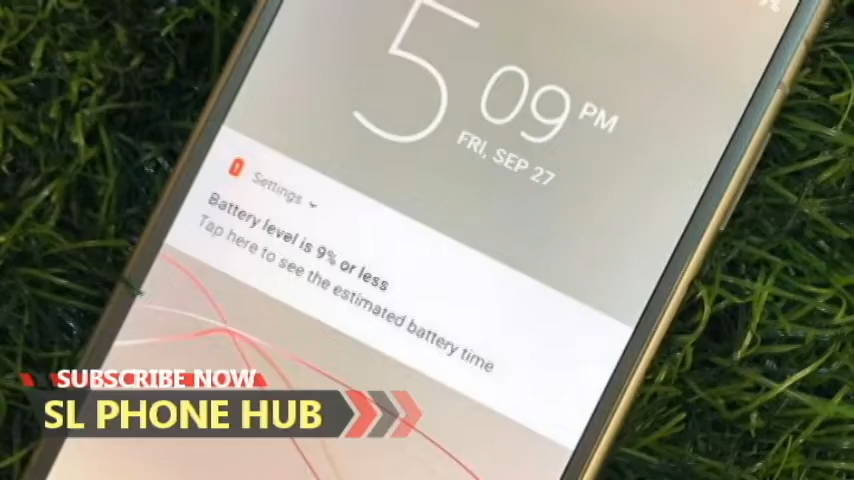 5 09 PM
FRI, SEP 27
Settings
Battery level is 9% or less
Tap here to see the estimated battery time
SUBSCRIBE NOW
SL PHONE HUB